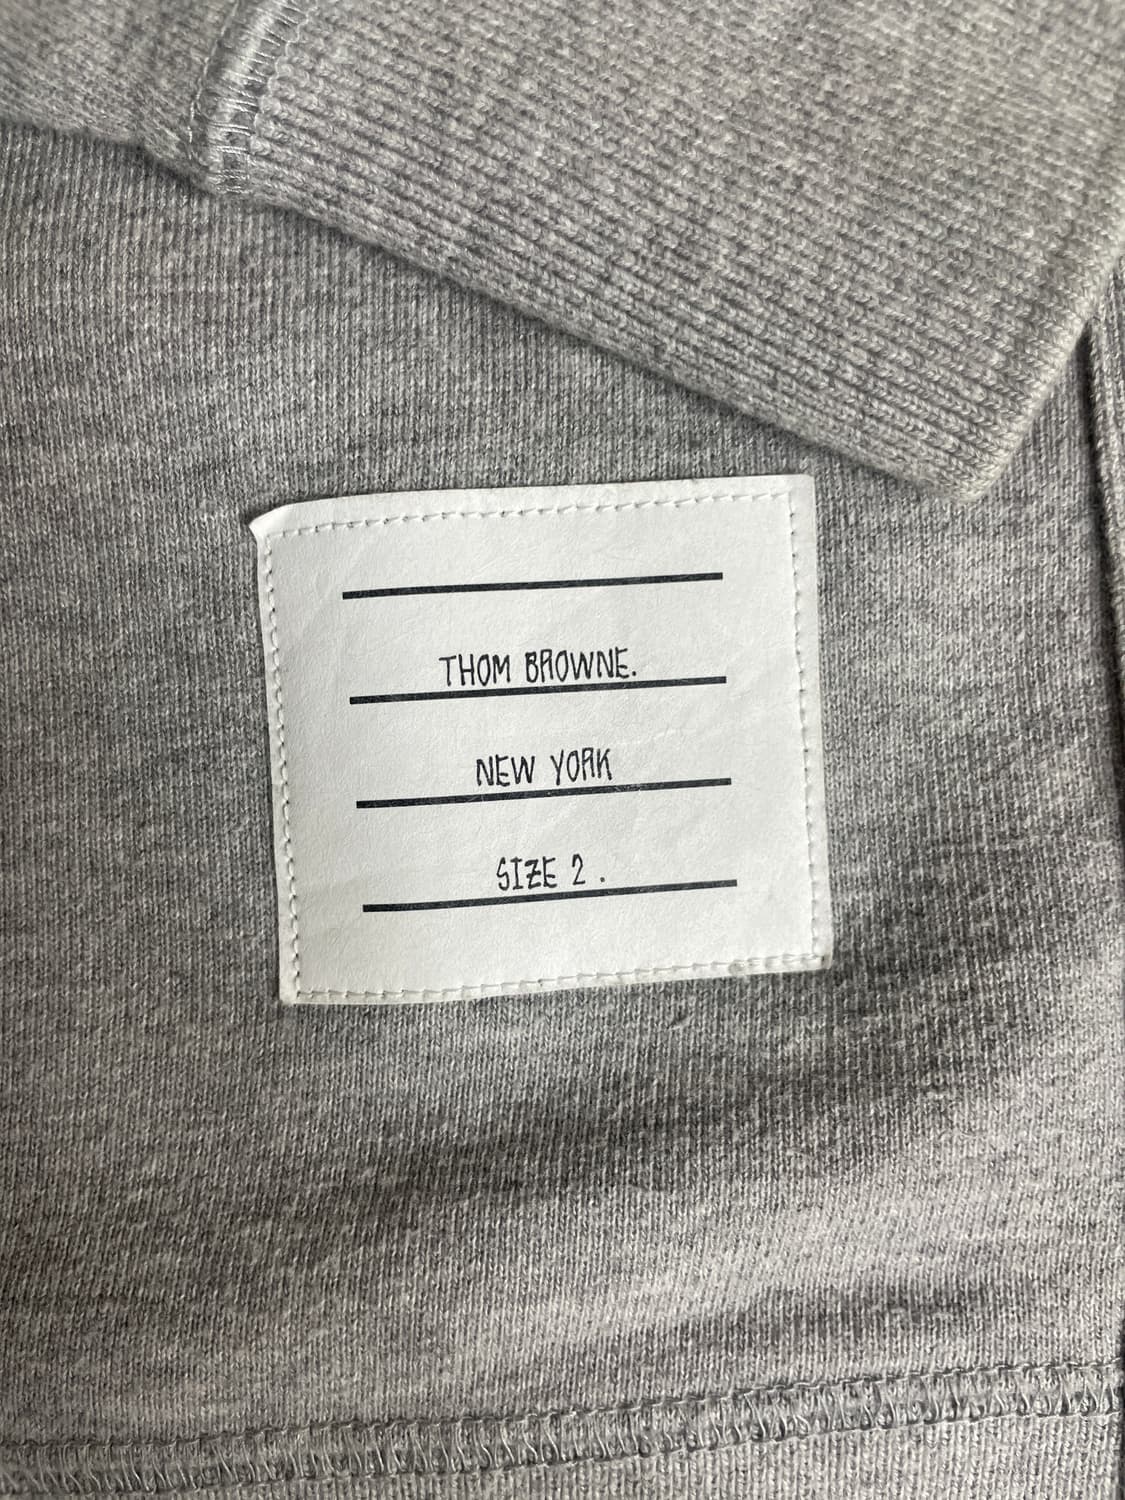 THOM BROWNE.
NEW YORK
SIZE 2 .